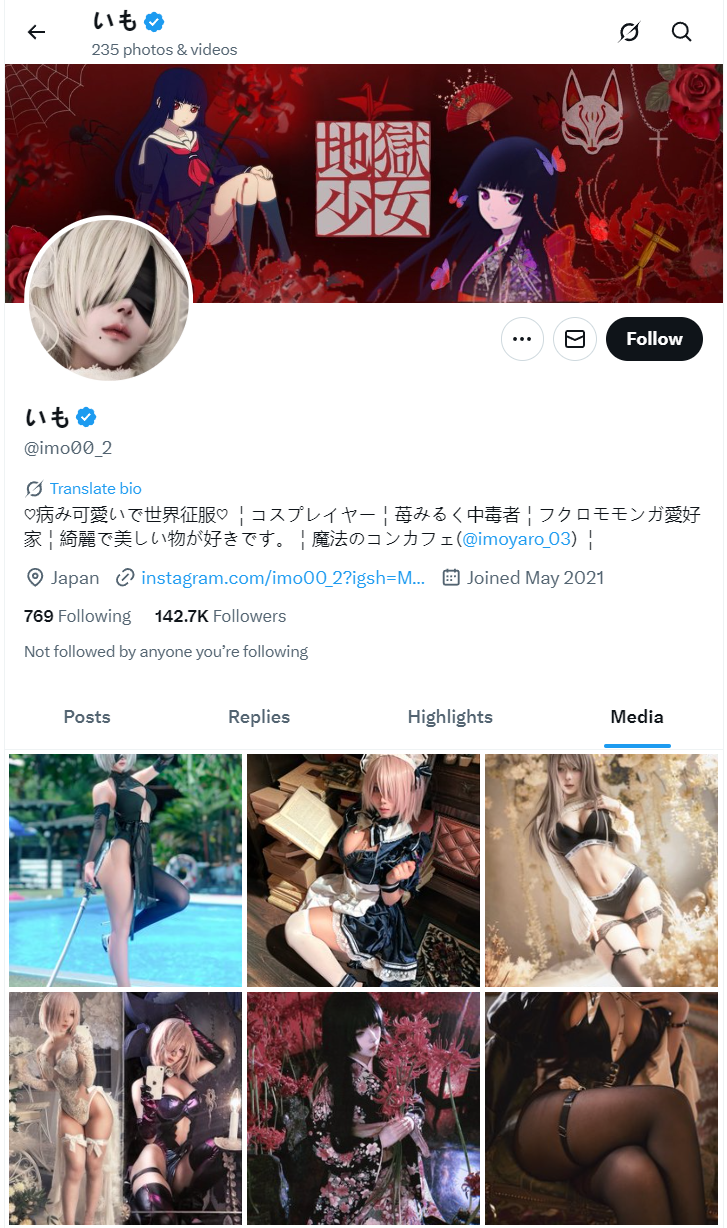 いも
235 photos & videos
地獄
少女
Follow
いも
@imo00_2
Translate bio
♡病み可愛いで世界征服♡ ¦コスプレイヤー¦苺みるく中毒者¦フクロモモンガ愛好
家¦綺麗で美しい物が好きです。¦魔法のコンカフェ(@imoyaro_03) ¦
Japan instagram.com/imo00_2?igsh=M... Joined May 2021
769 Following 142.7K Followers
Not followed by anyone you’re following
Posts Replies Highlights Media